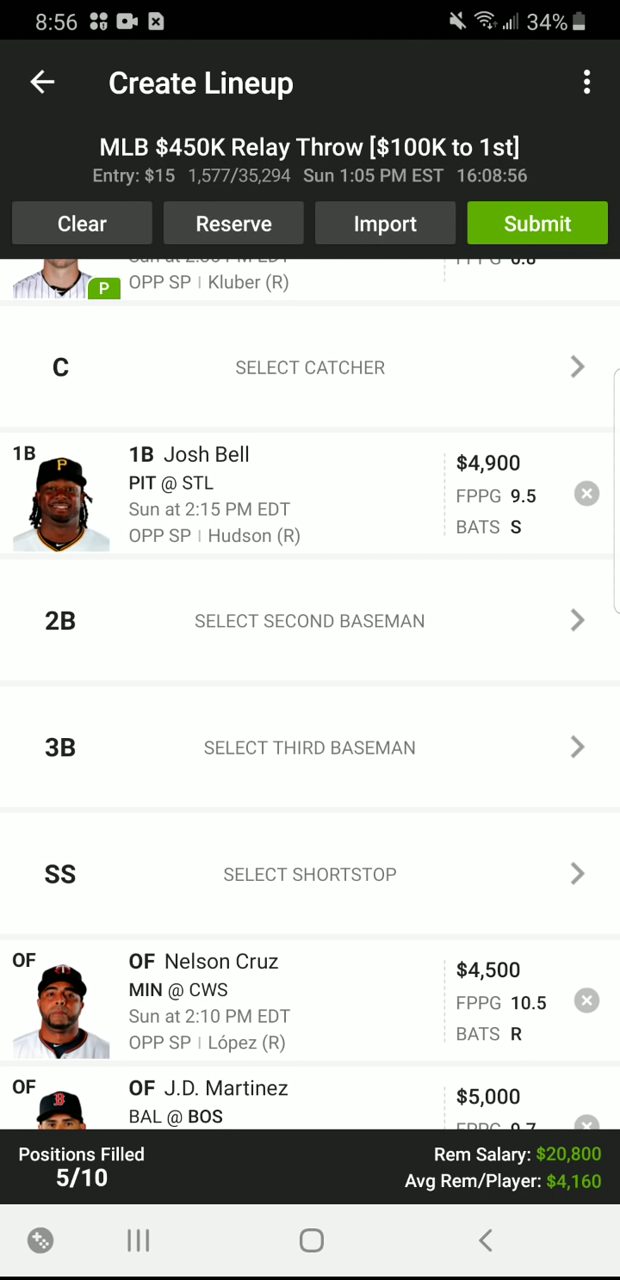 8:56
34%
Create Lineup
MLB $450K Relay Throw [$100K to 1st]
Entry: $15 1,577/35,294 Sun 1:05 PM EST 16:08:56
Clear
Reserve
Import
Submit
P
OPP SP | Kluber (R)
C
SELECT CATCHER
1B
1B Josh Bell
PIT @ STL
Sun at 2:15 PM EDT
OPP SP | Hudson (R)
$4,900
FPPG 9.5
BATS S
2B
SELECT SECOND BASEMAN
3B
SELECT THIRD BASEMAN
SS
SELECT SHORTSTOP
OF
OF Nelson Cruz
MIN @ CWS
Sun at 2:10 PM EDT
OPP SP | López (R)
$4,500
FPPG 10.5
BATS R
OF
OF J.D. Martinez
BAL @ BOS
$5,000
FPPG 9.7
Positions Filled
5/10
Rem Salary: $20,800
Avg Rem/Player: $4,160